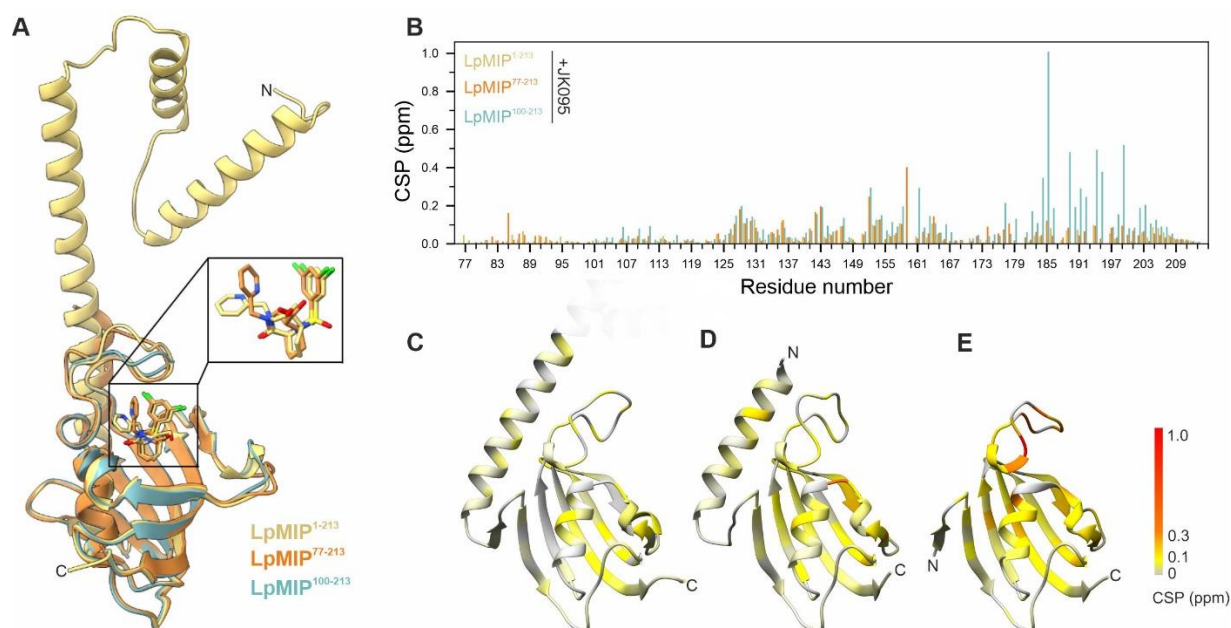 A
N
C
LpMIP1-213
LpMIP77-213
LpMIP100-213
B
CSP (ppm)
1.0
0.8
0.6
0.4
0.2
0.0
LpMIP1-213
LpMIP77-213
LpMIP100-213
+JK095
77 83 89 95 101 107 113 119 125 131 137 143 149 155 161 167 173 179 185 191 197 203 209
Residue number
C
C
D
N
C
E
N
C
1.0
0.3
0.1
0
CSP (ppm)